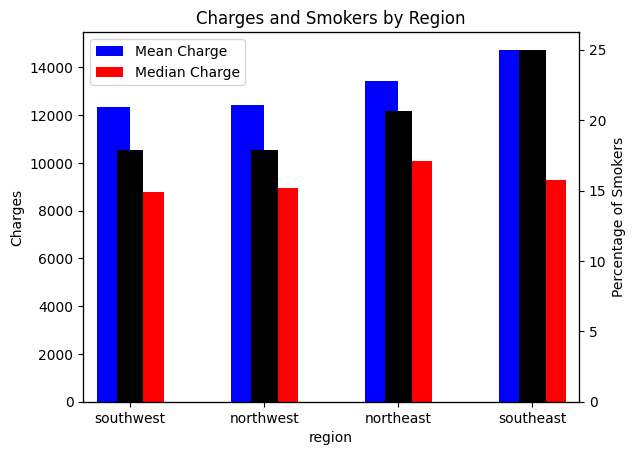 Charges and Smokers by Region
Mean Charge
Median Charge
14000
12000
10000
8000
6000
4000
2000
0
Charges
25
20
15
10
5
0
Percentage of Smokers
southwest
northwest
northeast
southeast
region